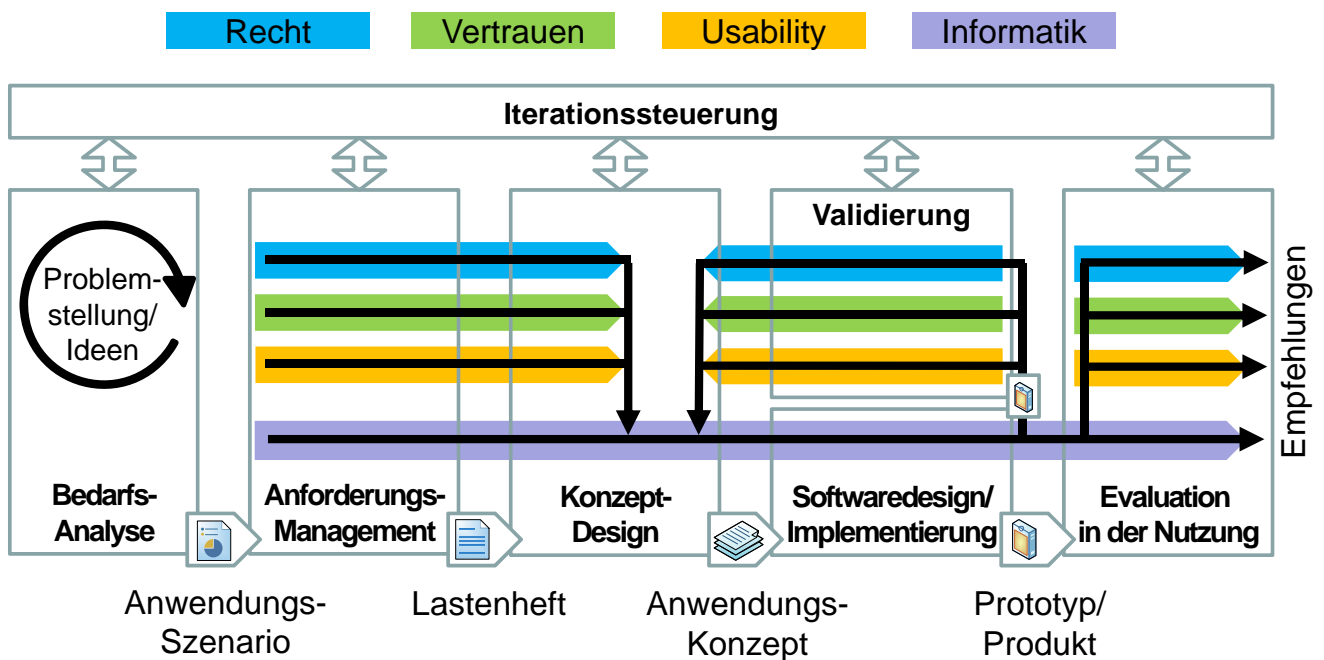 Recht
Vertrauen
Usability
Informatik
Iterationssteuerung
Validierung
Problem-
stellung/
Ideen
Empfehlungen
Bedarfs-
Analyse
Anforderungs-
Management
Konzept-
Design
Softwaredesign/
Implementierung
Evaluation
in der Nutzung
Anwendungs-
Szenario
Lastenheft
Anwendungs-
Konzept
Prototyp/
Produkt